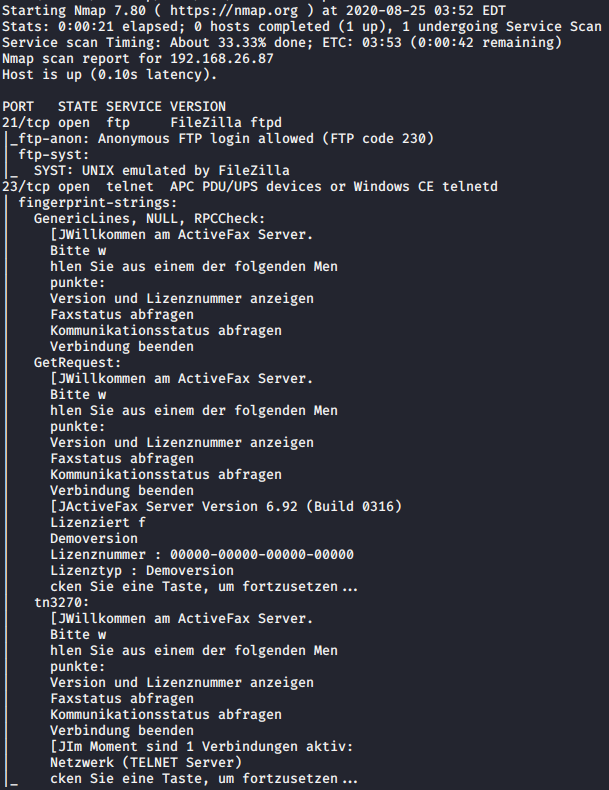 Starting Nmap 7.80 ( https://nmap.org ) at 2020-08-25 03:52 EDT
Stats: 0:00:21 elapsed; 0 hosts completed (1 up), 1 undergoing Service Scan
Service scan Timing: About 33.33% done; ETC: 03:53 (0:00:42 remaining)
Nmap scan report for 192.168.26.87
Host is up (0.10s latency).

PORT   STATE SERVICE VERSION
21/tcp open  ftp     FileZilla ftpd
|_ftp-anon: Anonymous FTP login allowed (FTP code 230)
| ftp-syst:
|_  SYST: UNIX emulated by FileZilla
23/tcp open  telnet  APC PDU/UPS devices or Windows CE telnetd
| fingerprint-strings:
|   GenericLines, NULL, RPCCheck:
|     [JWillkommen am ActiveFax Server.
|     Bitte w
|     hlen Sie aus einem der folgenden Men
|     punkte:
|     Version und Lizenznummer anzeigen
|     Faxstatus abfragen
|     Kommunikationsstatus abfragen
|     Verbindung beenden
|   GetRequest:
|     [JWillkommen am ActiveFax Server.
|     Bitte w
|     hlen Sie aus einem der folgenden Men
|     punkte:
|     Version und Lizenznummer anzeigen
|     Faxstatus abfragen
|     Kommunikationsstatus abfragen
|     Verbindung beenden
|     [JActiveFax Server Version 6.92 (Build 0316)
|     Lizenziert f
|     Demoversion
|     Lizenznummer : 00000-00000-00000-00000
|     Lizenztyp : Demoversion
|     cken Sie eine Taste, um fortzusetzen...
|   tn3270:
|     [JWillkommen am ActiveFax Server.
|     Bitte w
|     hlen Sie aus einem der folgenden Men
|     punkte:
|     Version und Lizenznummer anzeigen
|     Faxstatus abfragen
|     Kommunikationsstatus abfragen
|     Verbindung beenden
|     [JIm Moment sind 1 Verbindungen aktiv:
|     Netzwerk (TELNET Server)
|_    cken Sie eine Taste, um fortzusetzen...